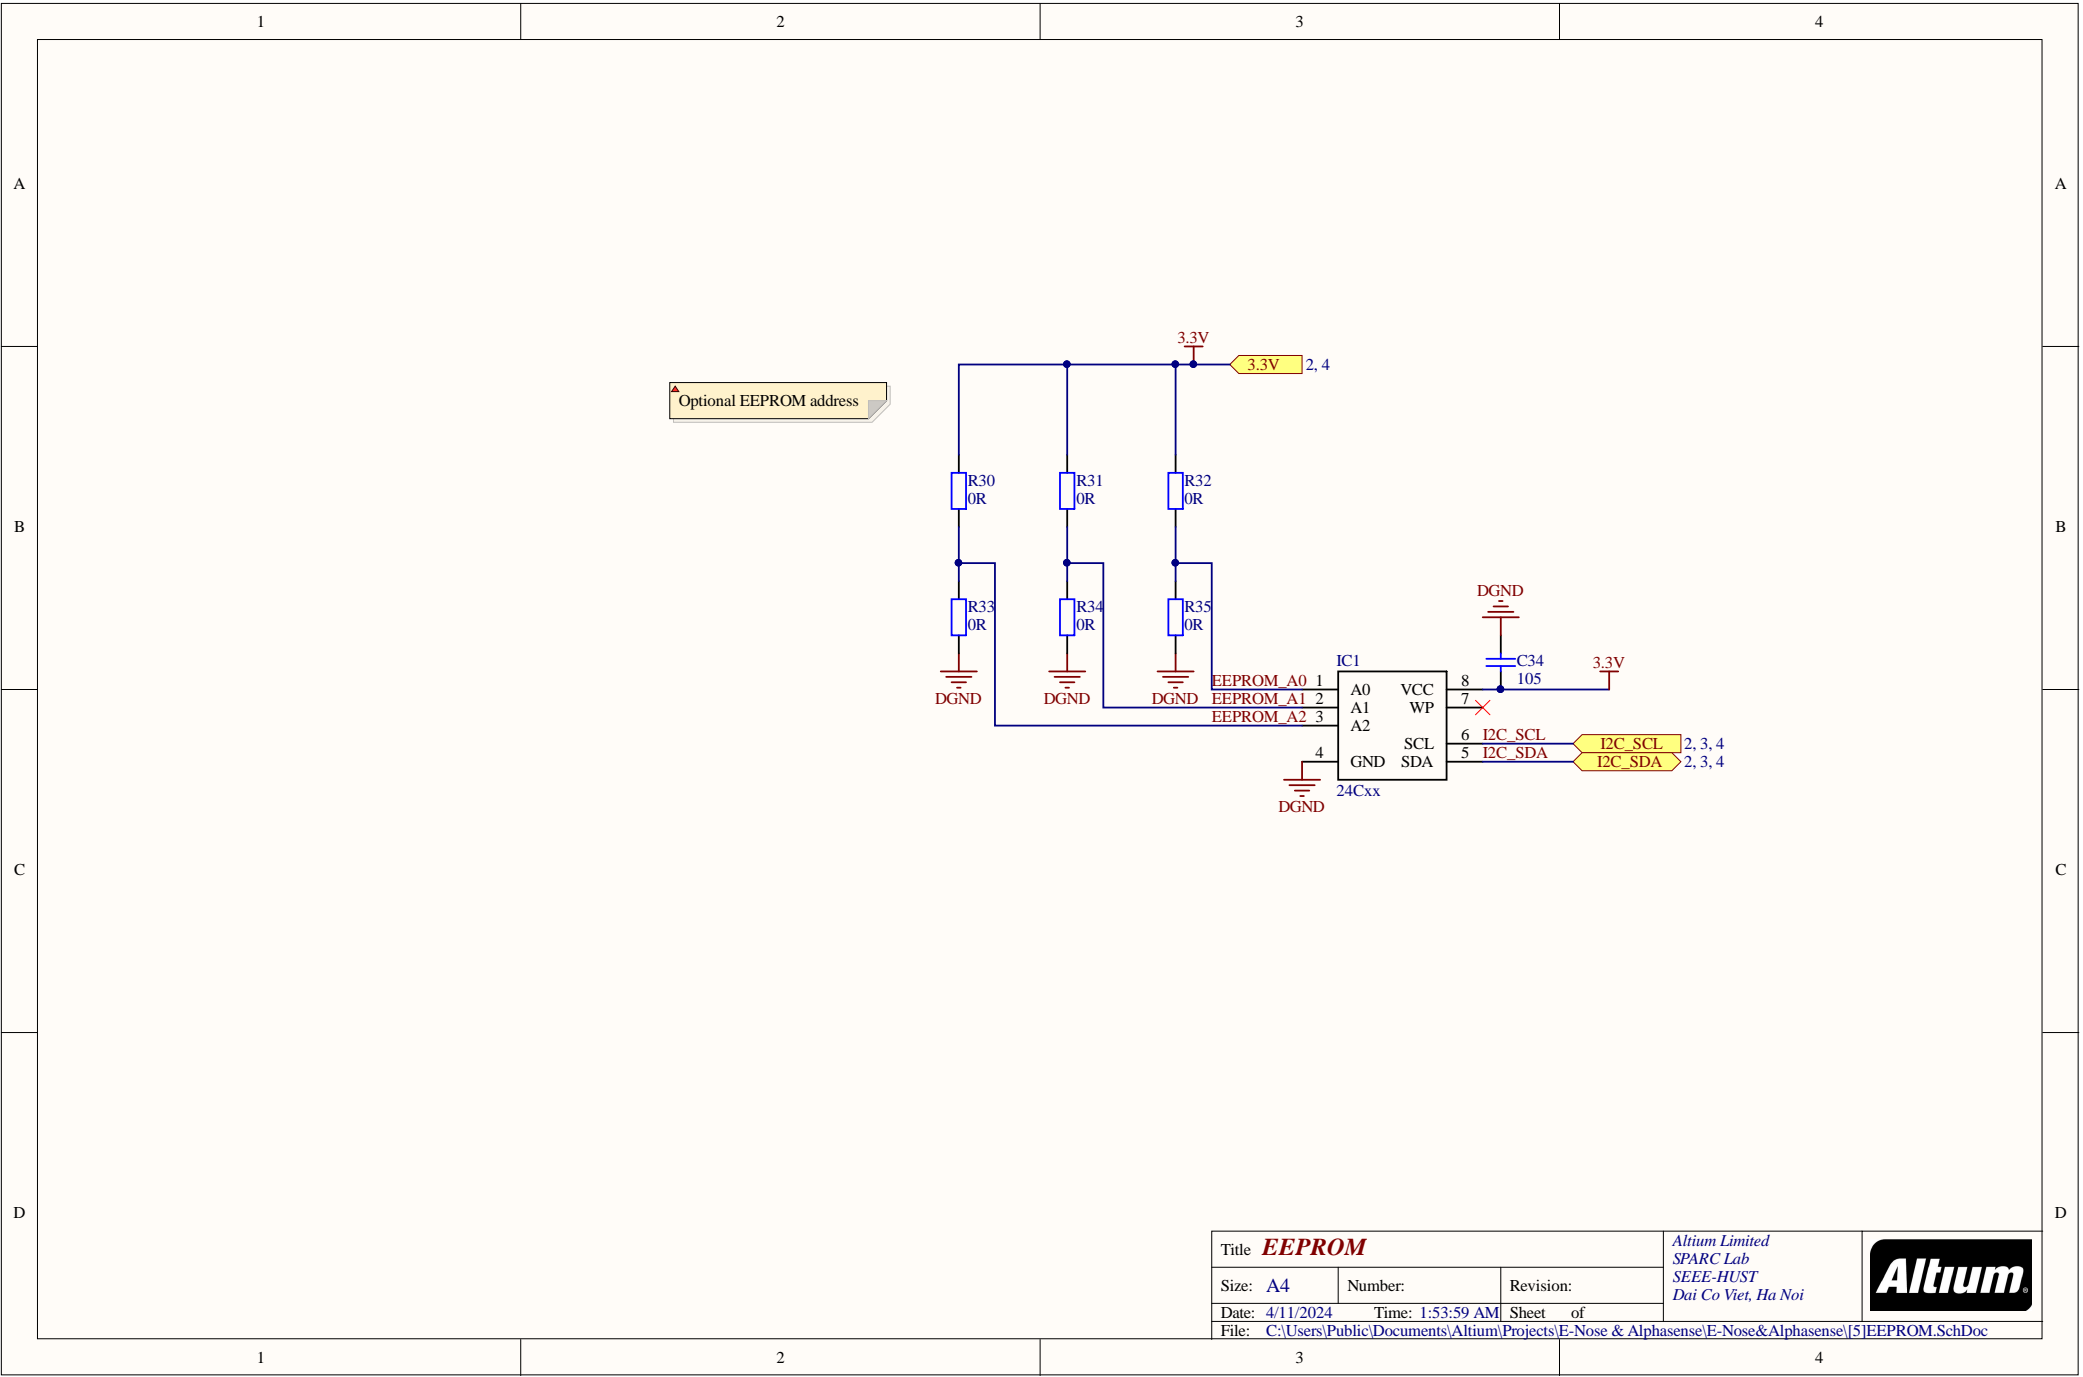 1 2 3 4
A A
3.3V
3.3V 2, 4
Optional EEPROM address
R30 R31 R32
0R 0R 0R
B B
DGND
R33 R34 R35
0R 0R 0R
IC1 C34 3.3V
105
DGND DGND DGND
EEPROM_A0 1 A0 VCC 8
EEPROM_A1 2 A1 WP 7
EEPROM_A2 3 A2
SCL 6 I2C_SCL I2C_SCL 2, 3, 4
4 GND SDA 5 I2C_SDA I2C_SDA 2, 3, 4
24Cxx
DGND
C C
D D
Title EEPROM
Altium Limited
SPARC Lab
SEEE-HUST
Dai Co Viet, Ha Noi
Altium
Size: A4 Number: Revision:
Date: 4/11/2024 Time: 1:53:59 AM Sheet of
File: C:\Users\Public\Documents\Altium\Projects\E-Nose & Alphasense\E-Nose&Alphasense\[5]EEPROM.SchDoc
1 2 3 4